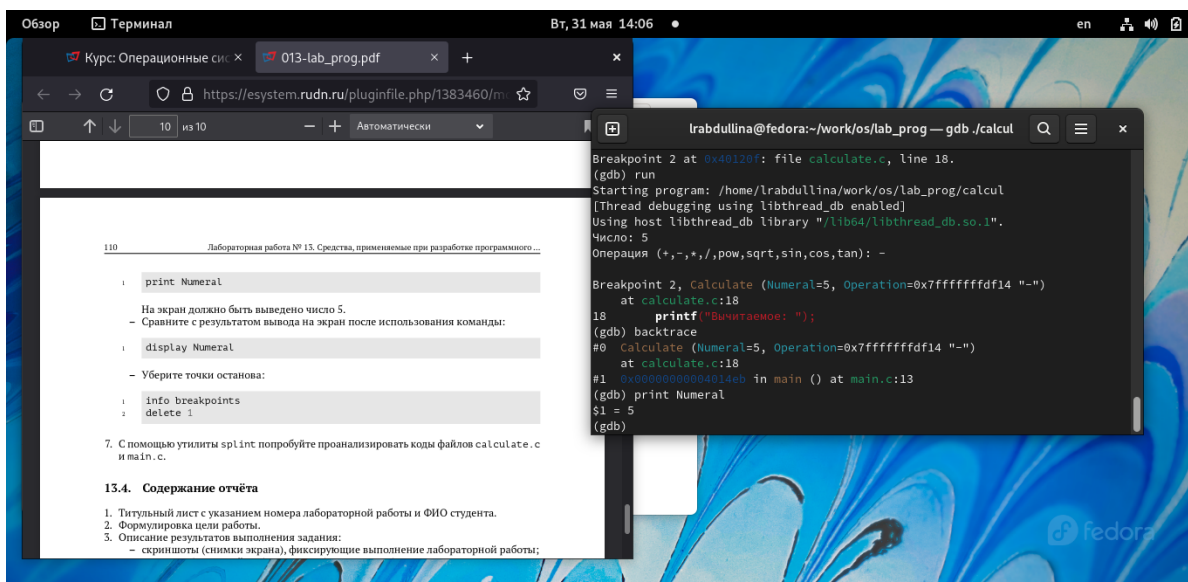 Обзор Терминал Вт, 31 мая 14:06 en
Курс: Операционные сис 013-lab_prog.pdf
https://esystem.rudn.ru/pluginfile.php/1383460/m
10 из 10 Автоматически
110 Лабораторная работа № 13. Средства, применяемые при разработке программного ...
1 print Numeral
На экран должно быть выведено число 5.
– Сравните с результатом вывода на экран после использования команды:
1 display Numeral
– Уберите точки останова:
1 info breakpoints
2 delete 1
7. С помощью утилиты splint попробуйте проанализировать коды файлов calculate.c
и main.c.
13.4. Содержание отчёта
1. Титульный лист с указанием номера лабораторной работы и ФИО студента.
2. Формулировка цели работы.
3. Описание результатов выполнения задания:
– скриншоты (снимки экрана), фиксирующие выполнение лабораторной работы;
lrabdullina@fedora:~/work/os/lab_prog — gdb ./calcul
Breakpoint 2 at 0x40120f: file calculate.c, line 18.
(gdb) run
Starting program: /home/lrabdullina/work/os/lab_prog/calcul
[Thread debugging using libthread_db enabled]
Using host libthread_db library "/lib64/libthread_db.so.1".
Число: 5
Операция (+,-,*,/,pow,sqrt,sin,cos,tan): -
Breakpoint 2, Calculate (Numeral=5, Operation=0x7fffffffdf14 "-")
at calculate.c:18
18 printf("Вычитаемое: ");
(gdb) backtrace
#0 Calculate (Numeral=5, Operation=0x7fffffffdf14 "-")
at calculate.c:18
#1 0x00000000004014eb in main () at main.c:13
(gdb) print Numeral
$1 = 5
(gdb)
fedora